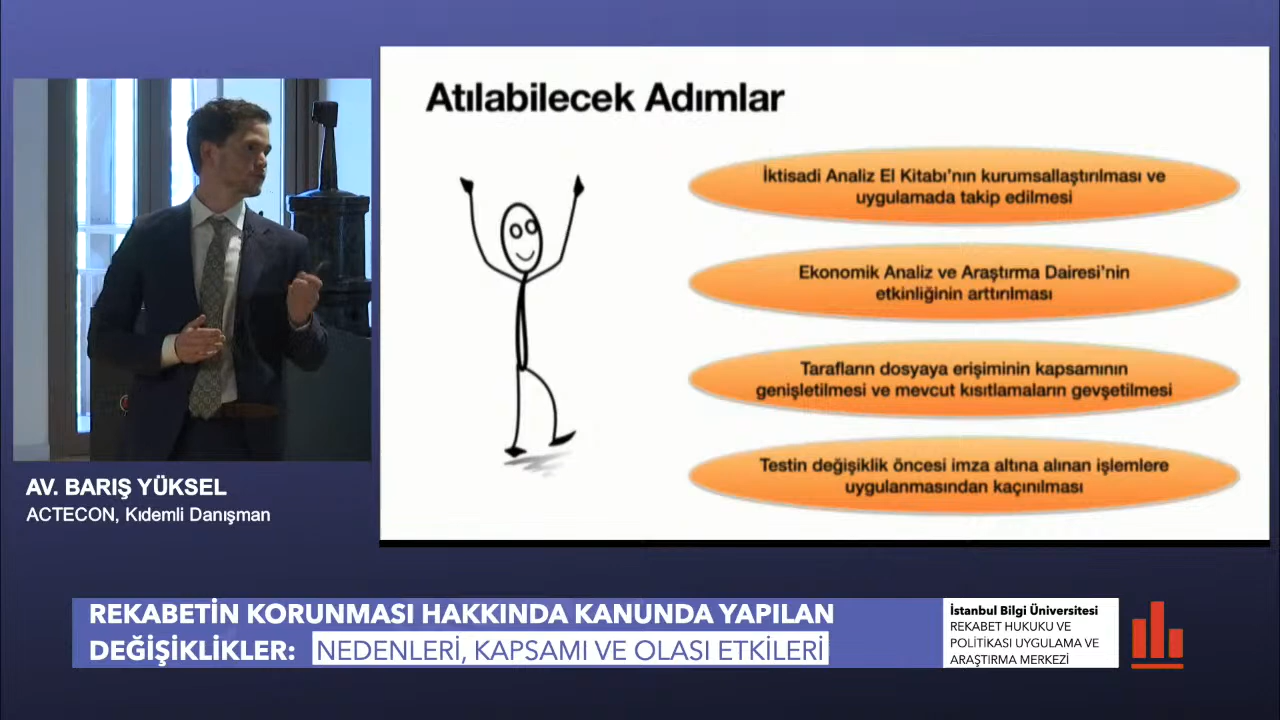 Atılabilecek Adımlar
İktisadi Analiz El Kitabı'nın kurumsallaştırılması ve
uygulamada takip edilmesi
Ekonomik Analiz ve Araştırma Dairesi'nin
etkinliğinin arttırılması
Tarafların dosyaya erişiminin kapsamının
genişletilmesi ve mevcut kısıtlamaların gevşetilmesi
Testin değişiklik öncesi imza altına alınan işlemlere
uygulanmasından kaçınılması
AV. BARIŞ YÜKSEL
ACTECON, Kıdemli Danışman
REKABETİN KORUNMASI HAKKINDA KANUNDA YAPILAN
DEĞİŞİKLİKLER: NEDENLERİ, KAPSAMI VE OLASI ETKİLERİ
İstanbul Bilgi Üniversitesi
REKABET HUKUKU VE
POLİTİKASI UYGULAMA VE
ARAŞTIRMA MERKEZİ